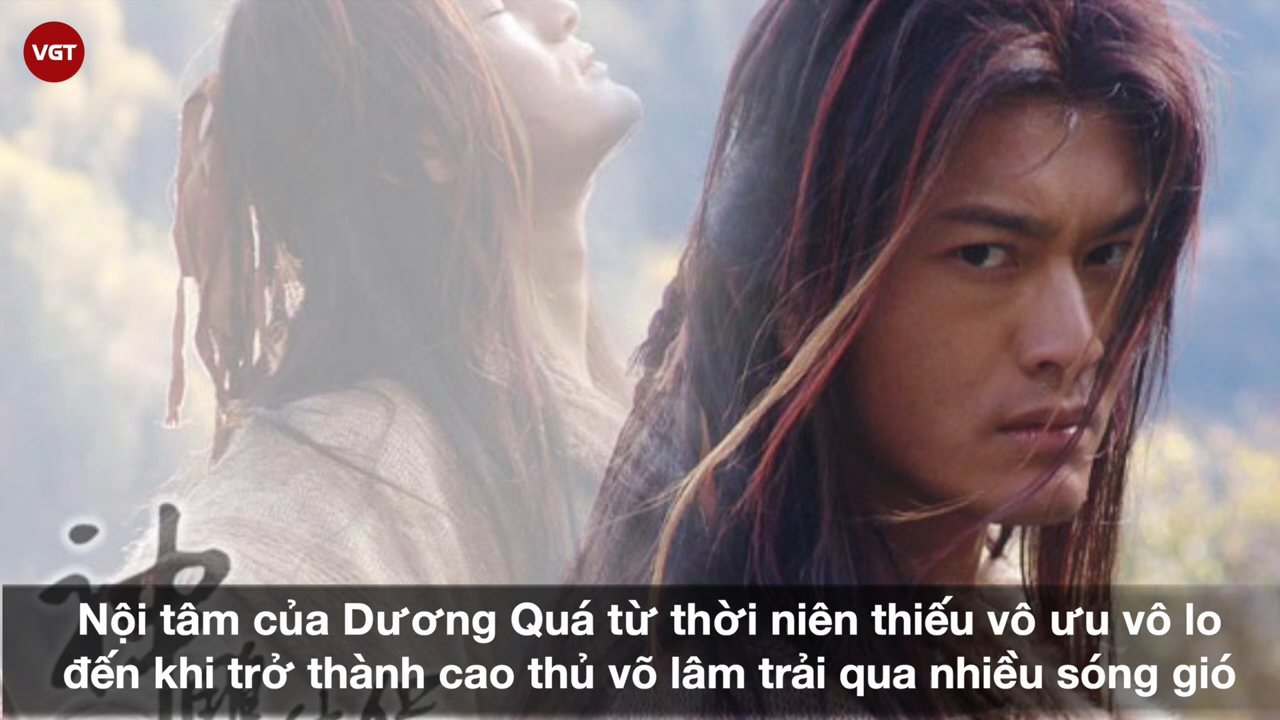 VGT
神
Nội tâm của Dương Quá từ thời niên thiếu vô ưu vô lo
đến khi trở thành cao thủ võ lâm trải qua nhiều sóng gió